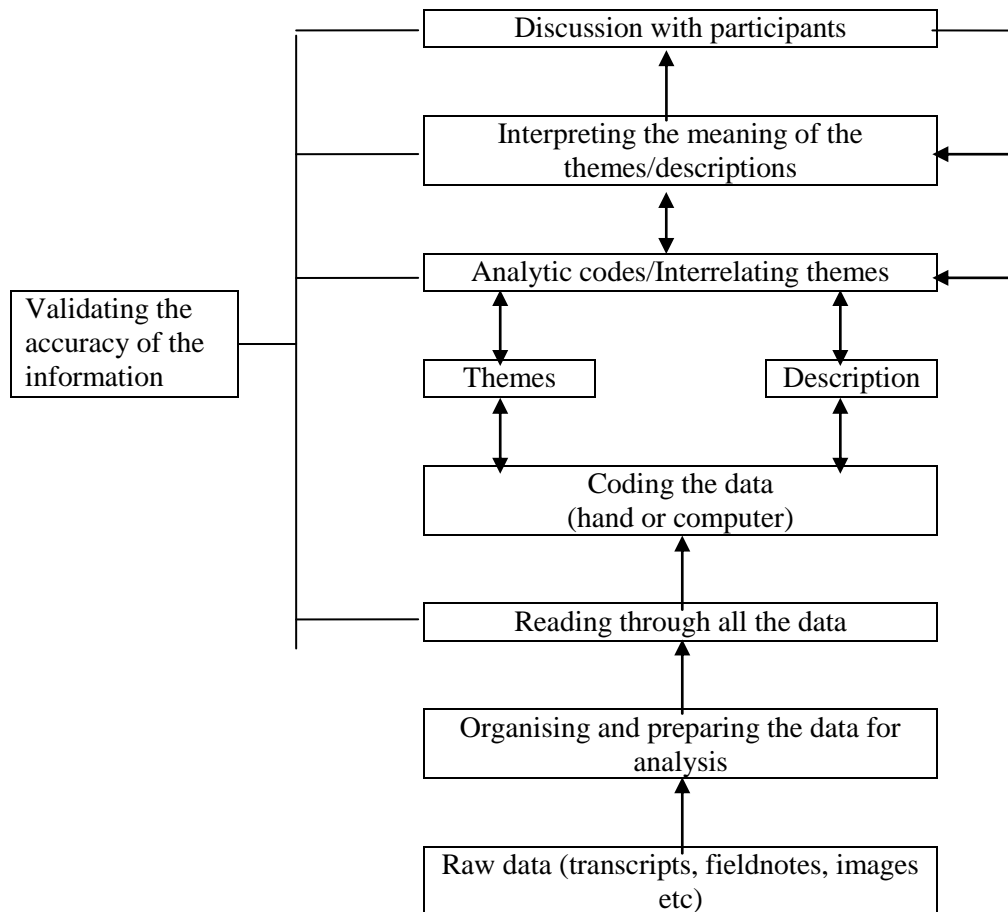 Discussion with participants
Interpreting the meaning of the
themes/descriptions
Analytic codes/Interrelating themes
Validating the
accuracy of the
information
Themes
Description
Coding the data
(hand or computer)
Reading through all the data
Organising and preparing the data for
analysis
Raw data (transcripts, fieldnotes, images
etc)